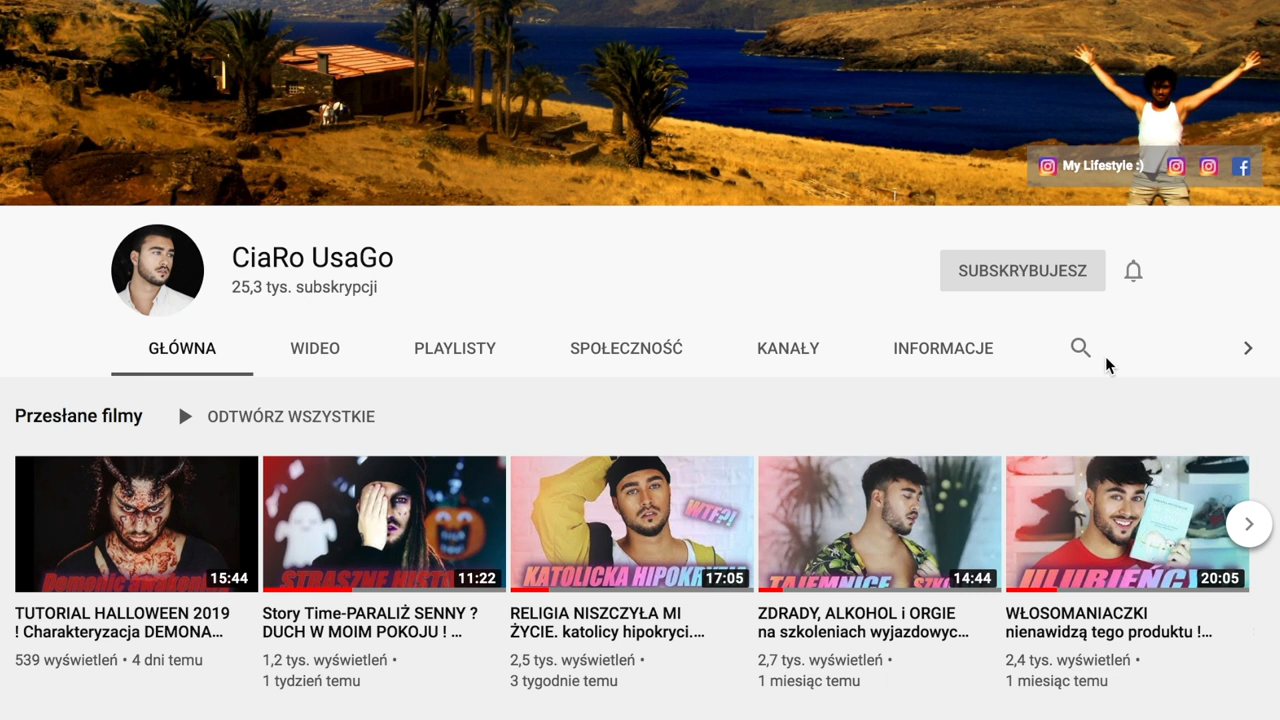 My Lifestyle :)
CiaRo UsaGo
25,3 tys. subskrypcji
SUBSKRYBUJESZ
GŁÓWNA WIDEO PLAYLISTY SPOŁECZNOŚĆ KANAŁY INFORMACJE
Przesłane filmy ODTWÓRZ WSZYSTKIE
WTF?!
Demonic
STRASZNE
KATOLICKA
TAJEMNICE
15:44
11:22
17:05
14:44
20:05
TUTORIAL HALLOWEEN 2019
! Charakteryzacja DEMONA...
539 wyświetleń • 4 dni temu
Story Time-PARALIŻ SENNY ?
DUCH W MOIM POKOJU ! ...
1,2 tys. wyświetleń •
1 tydzień temu
RELIGIA NISZCZYŁA MI
ŻYCIE. katolicy hipokryci....
2,5 tys. wyświetleń •
3 tygodnie temu
ZDRADY, ALKOHOL i ORGIE
na szkoleniach wyjazdowyc...
2,7 tys. wyświetleń •
1 miesiąc temu
WŁOSOMANIACZKI
nienawidzą tego produktu !...
2,4 tys. wyświetleń •
1 miesiąc temu